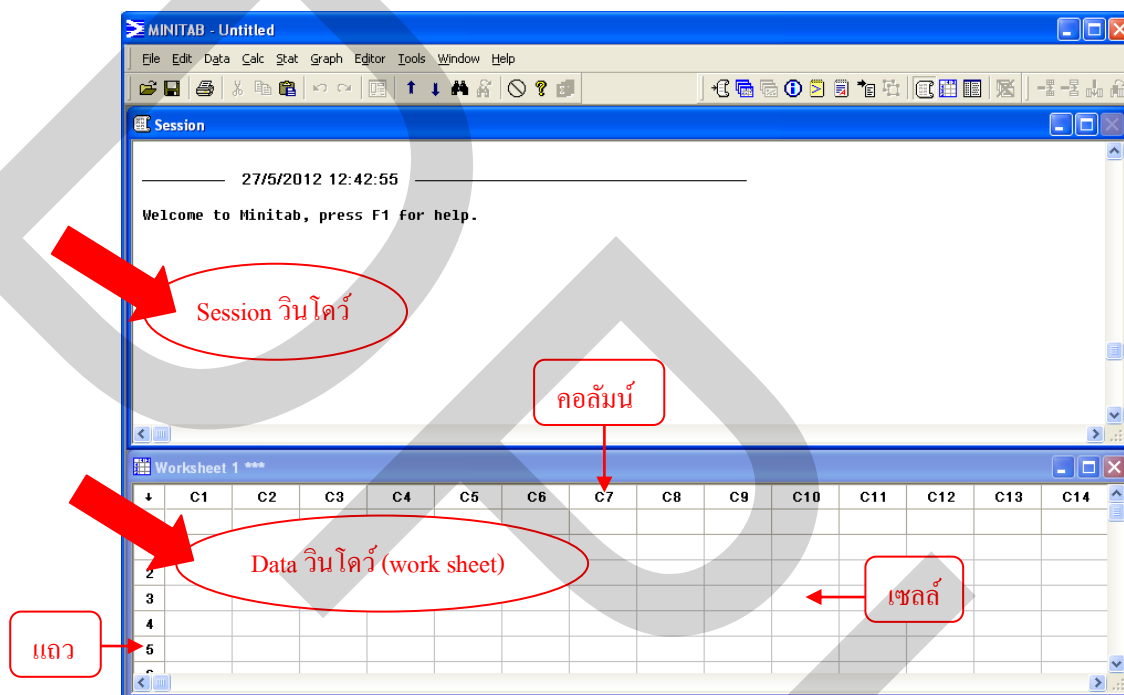 MINITAB - Untitled
File Edit Data Calc Stat Graph Editor Tools Window Help
Session
27/5/2012 12:42:55
Welcome to Minitab, press F1 for help.
Session วินโดว์
คอลัมน์
Worksheet 1 ***
C1 C2 C3 C4 C5 C6 C7 C8 C9 C10 C11 C12 C13 C14
Data วินโดว์ (work sheet)
2
เซลล์
3
4
แถว
5